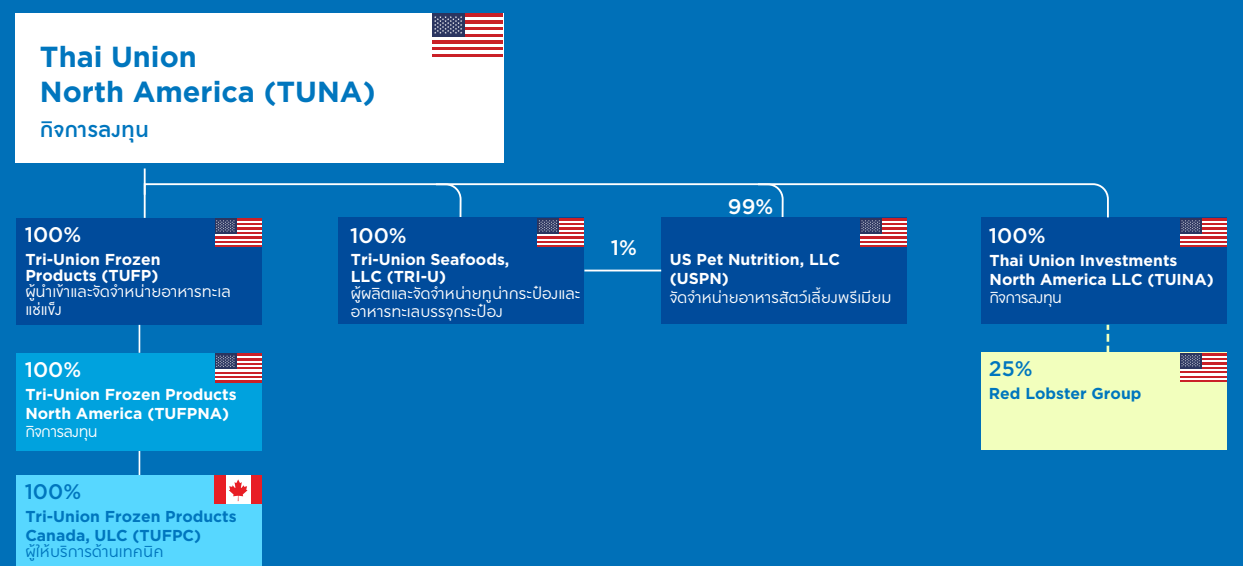 Thai Union
North America (TUNA)
กิจการลงทุน
100%
Tri-Union Frozen
Products (TUFP)
ผู้นำเข้าและจัดจำหน่ายอาหารทะเล
แช่แข็ง
100%
Tri-Union Seafoods,
LLC (TRI-U)
ผู้ผลิตและจัดจำหน่ายทูน่ากระป๋องและ
อาหารทะเลบรรจุกระป๋อง
1%
99%
US Pet Nutrition, LLC
(USPN)
จัดจำหน่ายอาหารสัตว์เลี้ยงพรีเมียม
100%
Thai Union Investments
North America LLC (TUINA)
กิจการลงทุน
100%
Tri-Union Frozen Products
North America (TUFPNA)
กิจการลงทุน
25%
Red Lobster Group
100%
Tri-Union Frozen Products
Canada, ULC (TUFPC)
ผู้ให้บริการด้านเทคนิค